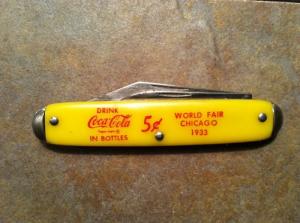 DRINK
Coca-Cola
IN BOTTLES
5¢
WORLD FAIR
CHICAGO
1933